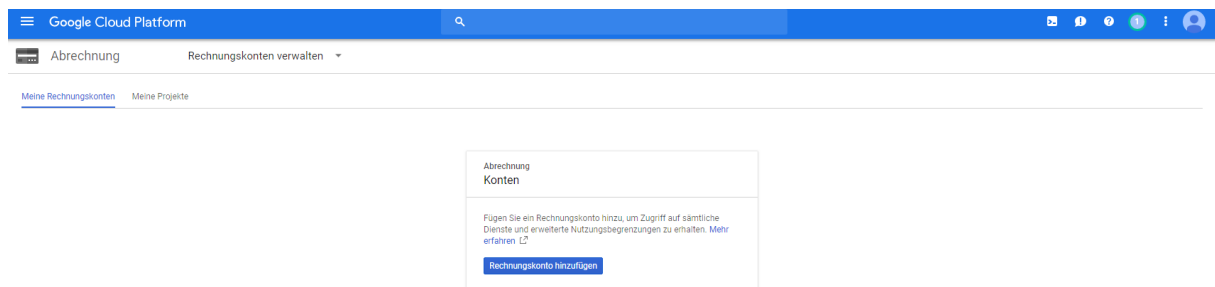 Google Cloud Platform
1
Abrechnung
Rechnungskonten verwalten
Meine Rechnungskonten
Meine Projekte
Abrechnung
Konten
Fügen Sie ein Rechnungskonto hinzu, um Zugriff auf sämtliche
Dienste und erweiterte Nutzungsbegrenzungen zu erhalten. Mehr
erfahren
Rechnungskonto hinzufügen